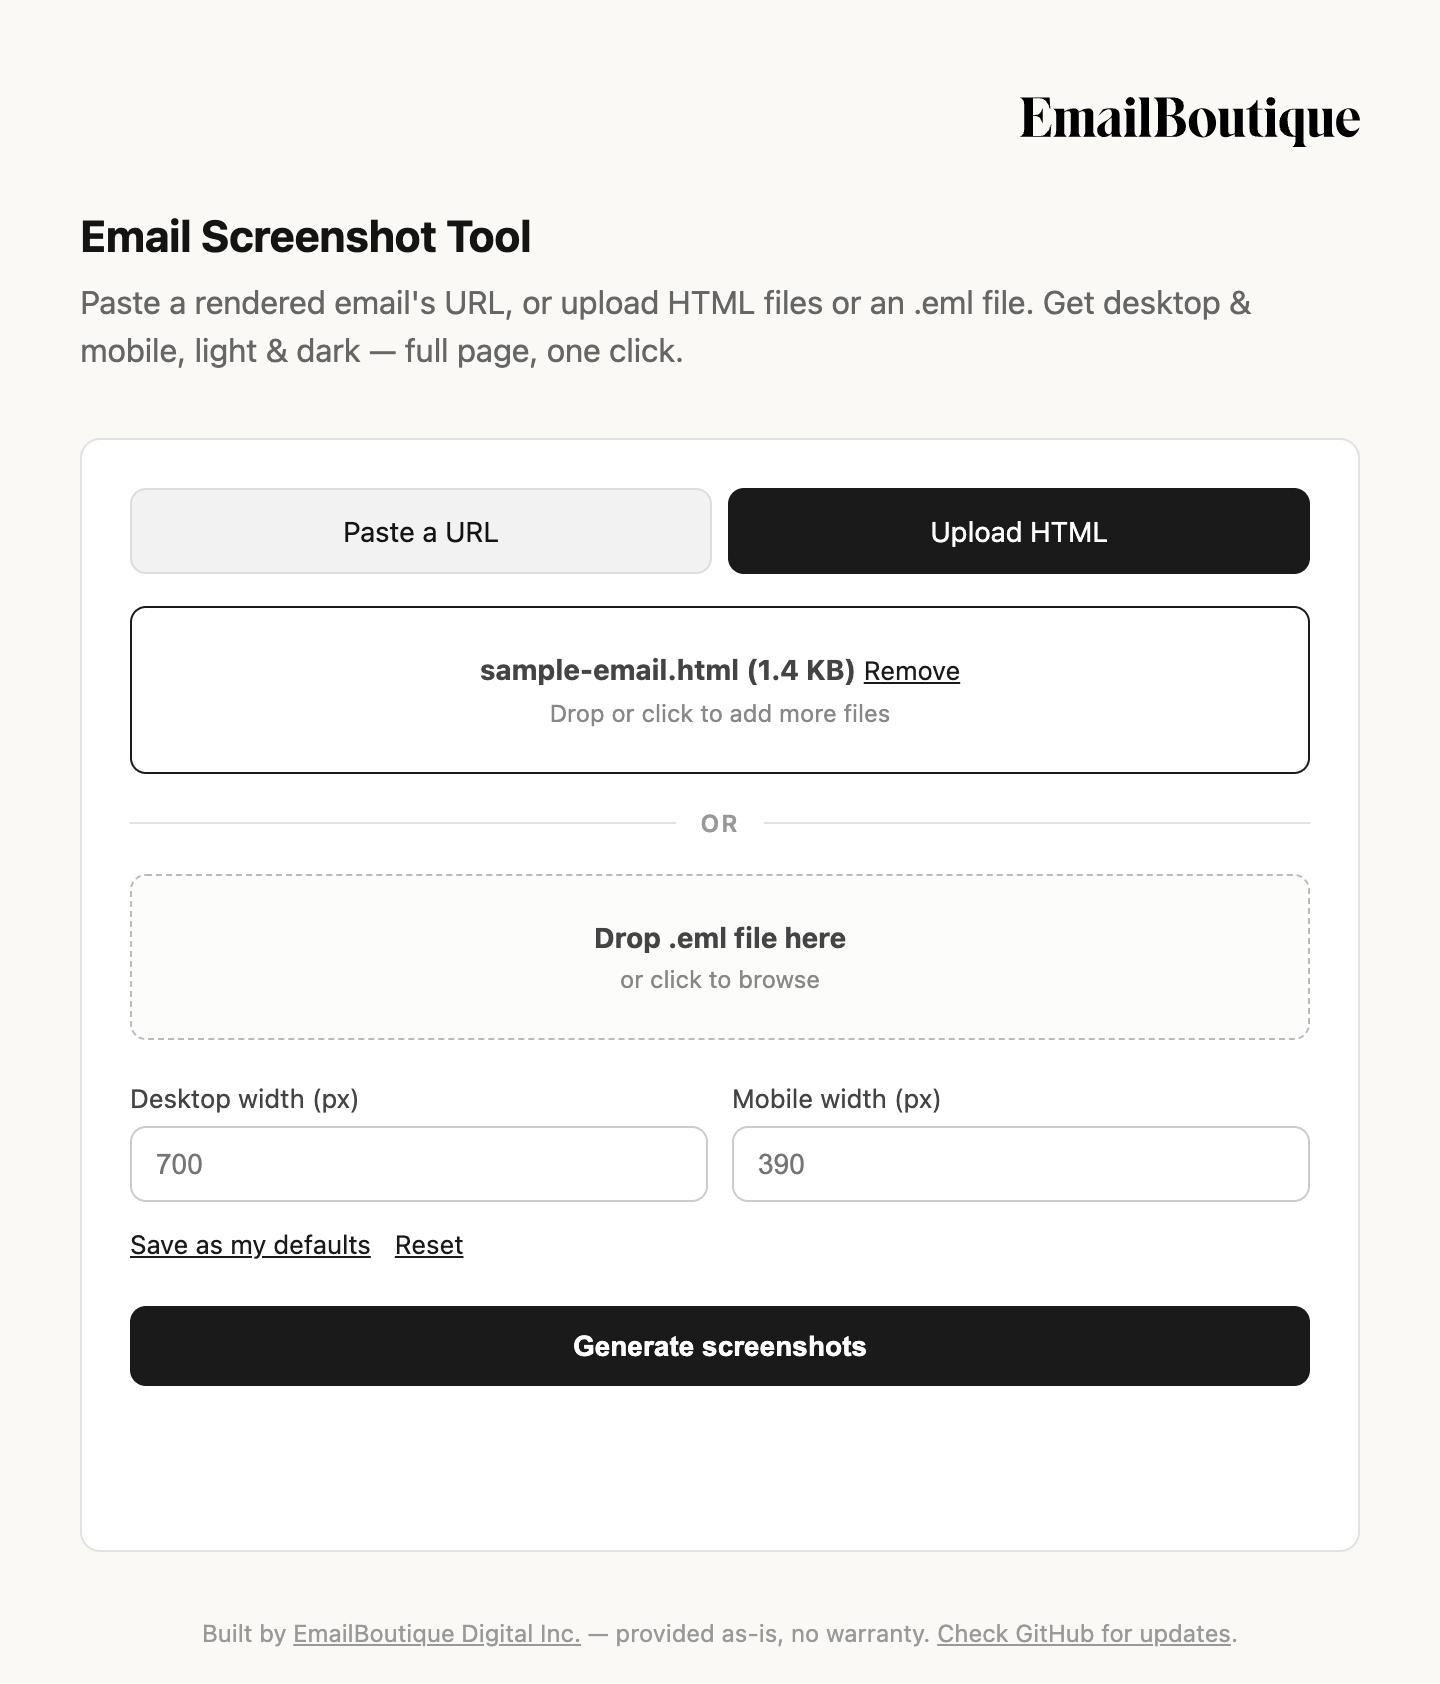 EmailBoutique
Email Screenshot Tool
Paste a rendered email's URL, or upload HTML files or an .eml file. Get desktop &
mobile, light & dark — full page, one click.
Paste a URL
Upload HTML
sample-email.html (1.4 KB) Remove
Drop or click to add more files
OR
Drop .eml file here
or click to browse
Desktop width (px)
Mobile width (px)
700
390
Save as my defaults Reset
Generate screenshots
Built by EmailBoutique Digital Inc. — provided as-is, no warranty. Check GitHub for updates.